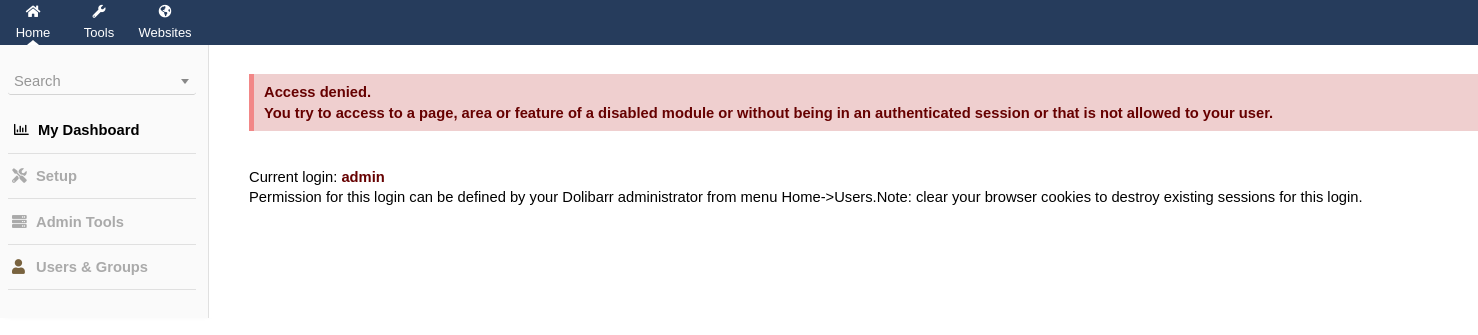 Home
Tools
Websites
Search
My Dashboard
Setup
Admin Tools
Users & Groups
Access denied.
You try to access to a page, area or feature of a disabled module or without being in an authenticated session or that is not allowed to your user.
Current login: admin
Permission for this login can be defined by your Dolibarr administrator from menu Home->Users.Note: clear your browser cookies to destroy existing sessions for this login.